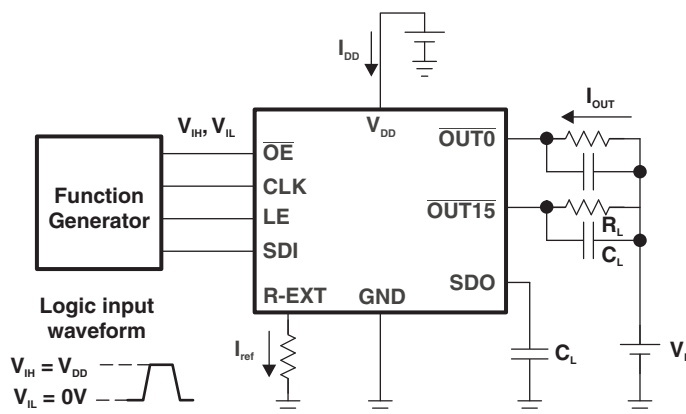 I_DD
I_OUT
V_IH, V_IL
V_DD
OUT0
OE
Function
Generator
CLK
LE
OUT15
R_L
SDI
C_L
SDO
R-EXT
GND
Logic input
waveform
I_ref
C_L
V_IH = V_DD
V_IL = 0V